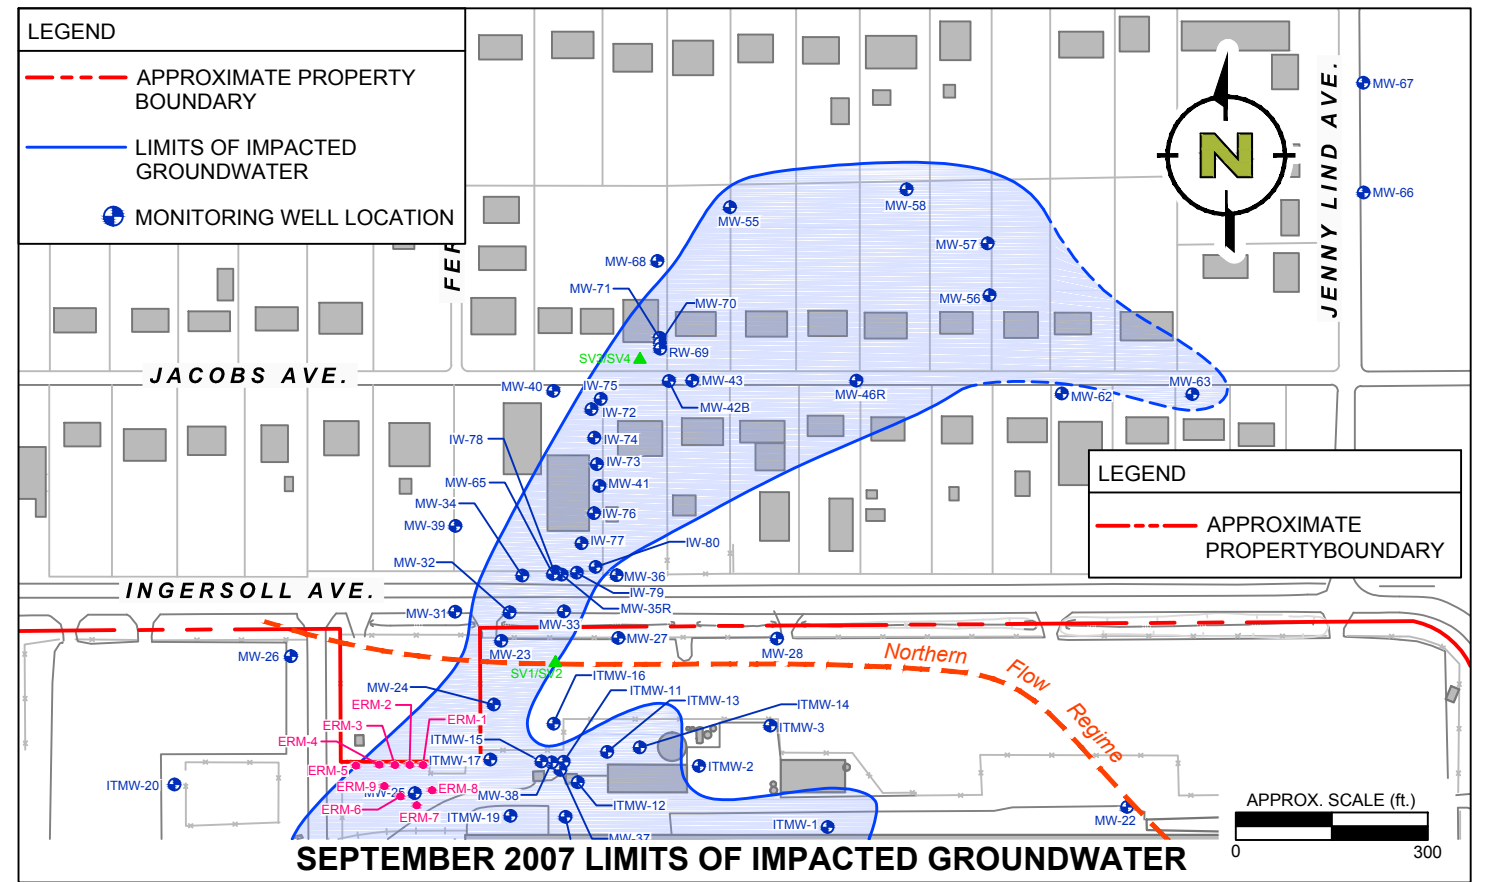 LEGEND
APPROXIMATE PROPERTY
BOUNDARY
LIMITS OF IMPACTED
GROUNDWATER
MONITORING WELL LOCATION
N
JENNY LIND AVE.
MW-67
MW-66
MW-58
MW-55
MW-57
MW-68
FER
MW-71
MW-70
MW-56
RW-69
SV3/SV4
JACOBS AVE.
MW-40
IW-75
MW-43
MW-46R
MW-63
MW-62
IW-72
MW-42B
IW-78
IW-74
IW-73
LEGEND
APPROXIMATE
PROPERTYBOUNDARY
MW-65
MW-41
MW-34
IW-76
MW-39
IW-77
IW-80
MW-32
MW-36
INGERSOLL AVE.
IW-79
MW-35R
MW-31
MW-33
MW-27
MW-28
MW-23
MW-26
Northern
Flow
Regime
SV1/SV2
ITMW-16
MW-24
ITMW-11
ITMW-13
ITMW-14
ERM-2
ERM-1
ERM-3
ITMW-3
ERM-4
ITMW-15
ITMW-17
ERM-5
ITMW-2
ITMW-20
ERM-9
MW-25
ERM-8
MW-38
ITMW-12
ERM-6
ERM-7
ITMW-19
ITMW-1
MW-37
MW-22
APPROX. SCALE (ft.)
0
300
SEPTEMBER 2007 LIMITS OF IMPACTED GROUNDWATER